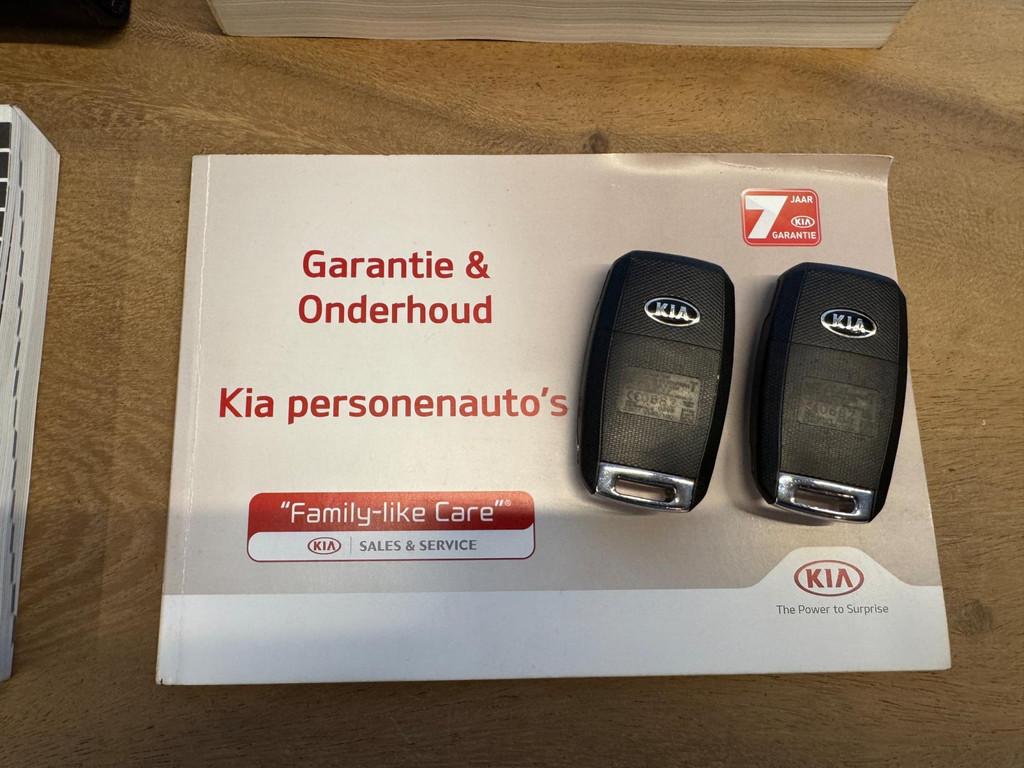 7 JAAR
KIA
GARANTIE
Garantie &
Onderhoud
Kia personenauto's
KIA
KIA
"Family-like Care"®
KIA | SALES & SERVICE
KIA
The Power to Surprise